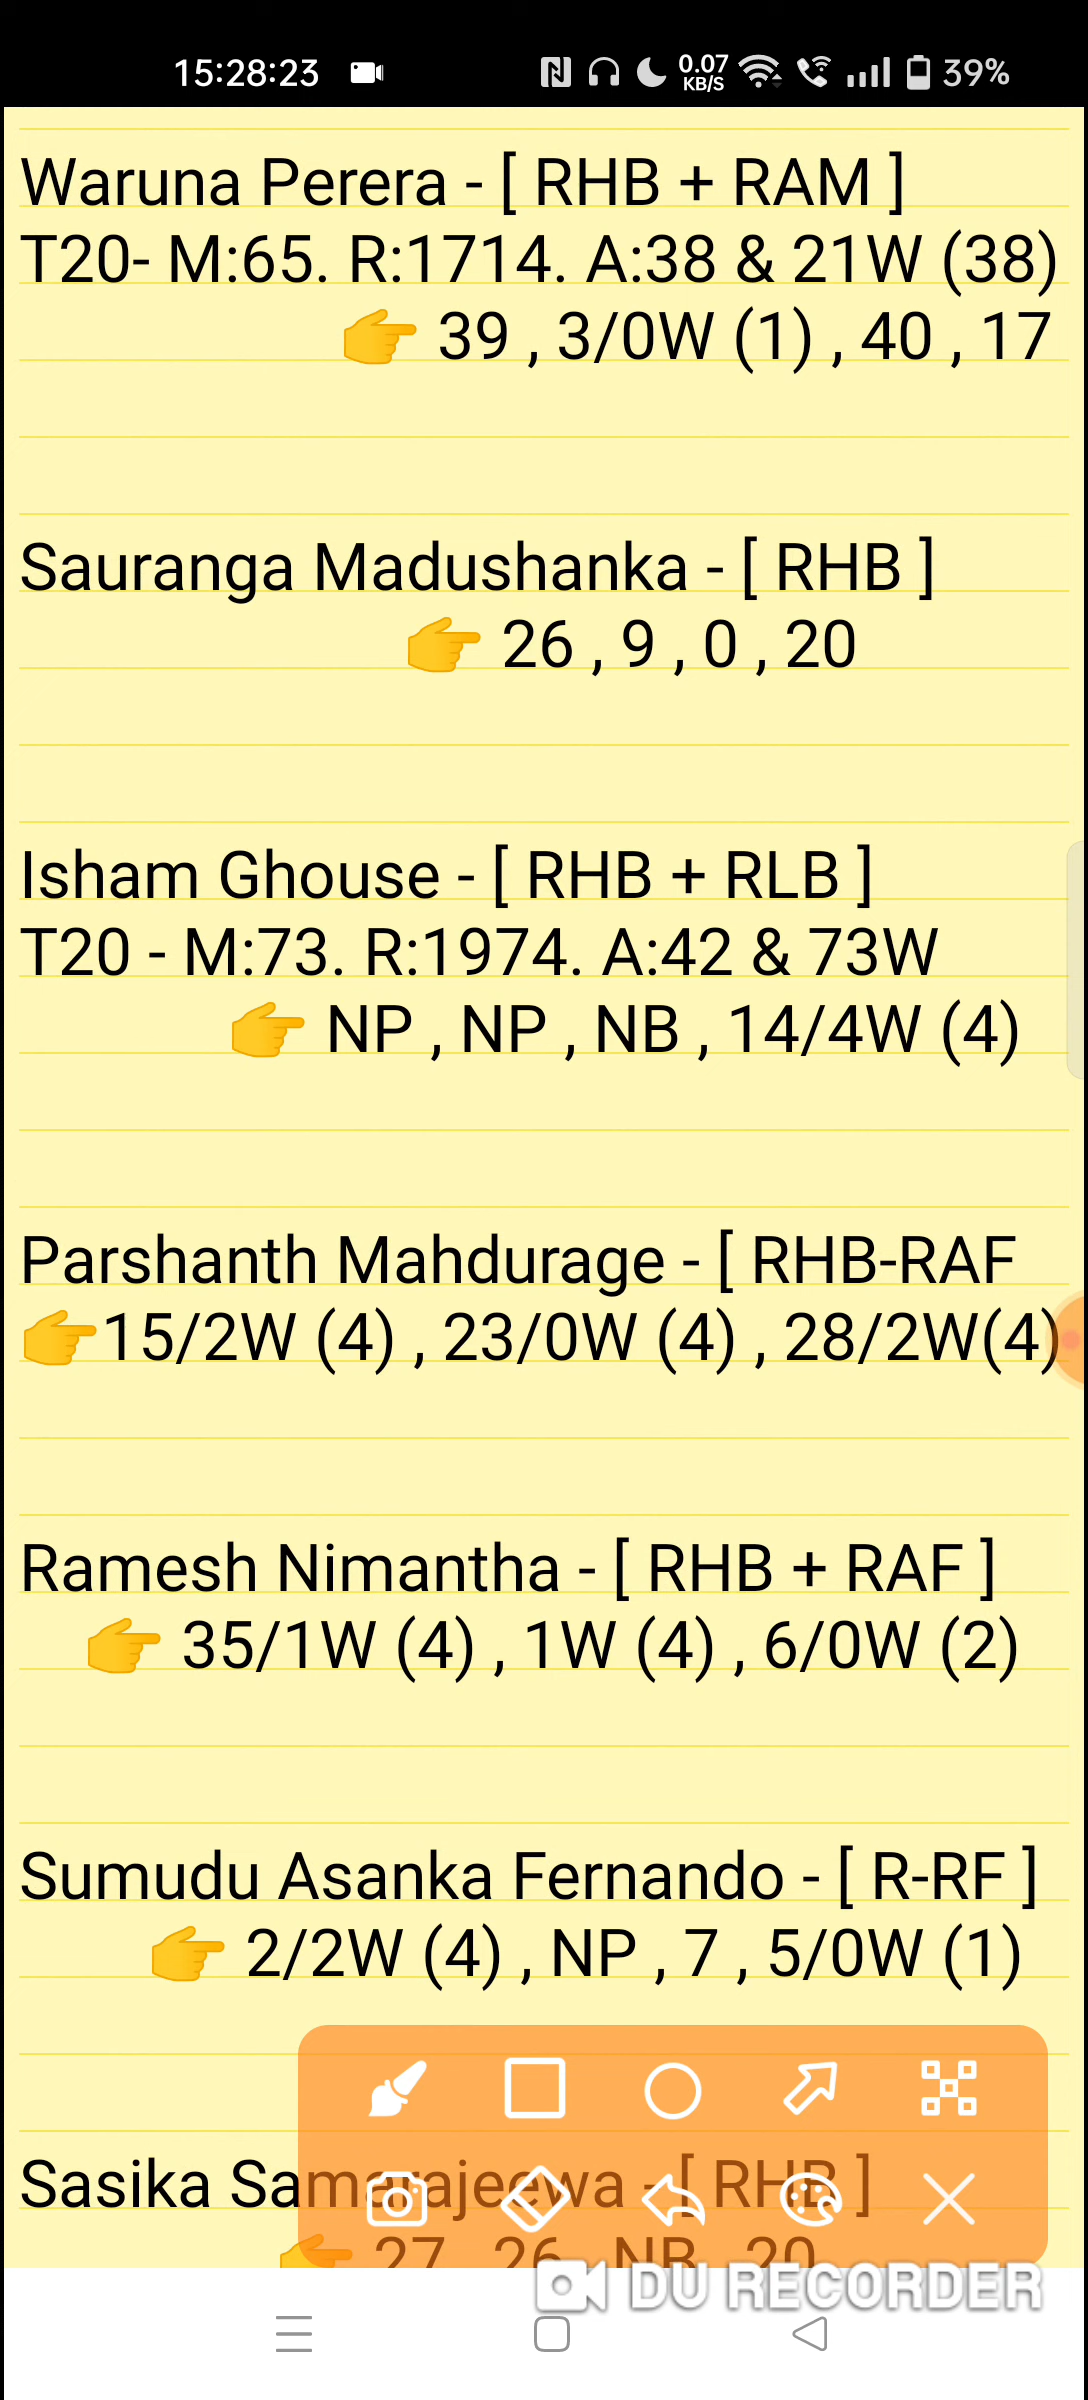 15:28:23 0.07 KB/S 39%
Waruna Perera - [ RHB + RAM ]
T20- M:65. R:1714. A:38 & 21W (38)
👉 39 , 3/0W (1) , 40 , 17
Sauranga Madushanka - [ RHB ]
👉 26 , 9 , 0 , 20
Isham Ghouse - [ RHB + RLB ]
T20 - M:73. R:1974. A:42 & 73W
👉 NP , NP , NB , 14/4W (4)
Parshanth Mahdurage - [ RHB-RAF
👉15/2W (4) , 23/0W (4) , 28/2W(4)
Ramesh Nimantha - [ RHB + RAF ]
👉 35/1W (4) , 1W (4) , 6/0W (2)
Sumudu Asanka Fernando - [ R-RF ]
👉 2/2W (4) , NP , 7 , 5/0W (1)
Sasika Samarajeewa - [ RHB ]
👉 27 , 26 , NB , 20
DU RECORDER